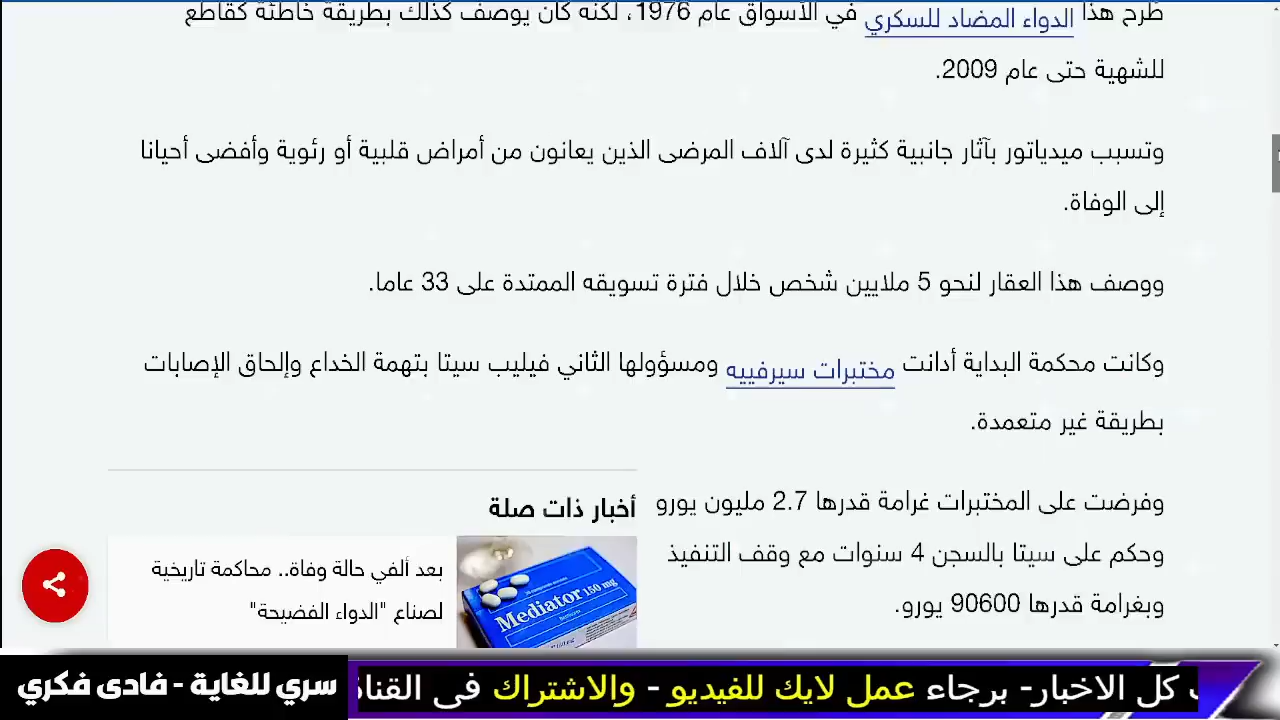 طرح هذا الدواء المضاد للسكري في الأسواق عام 1976، لكنه كان يوصف كذلك بطريقة خاطئة كقاطع
للشهية حتى عام 2009.
وتسبب ميدياتور بآثار جانبية كثيرة لدى آلاف المرضى الذين يعانون من أمراض قلبية أو رئوية وأفضى أحيانا
إلى الوفاة.
ووصف هذا العقار لنحو 5 ملايين شخص خلال فترة تسويقه الممتدة على 33 عاما.
وكانت محكمة البداية أدانت مختبرات سيرفييه ومسؤولها الثاني فيليب سيتا بتهمة الخداع وإلحاق الإصابات
بطريقة غير متعمدة.
وفرضت على المختبرات غرامة قدرها 2.7 مليون يورو
وحكم على سيتا بالسجن 4 سنوات مع وقف التنفيذ
وبغرامة قدرها 90600 يورو.
أخبار ذات صلة
بعد ألفي حالة وفاة.. محاكمة تاريخية
لصناع "الدواء الفضيحة"
Mediator 150 mg
كل الاخبار- برجاء عمل لايك للفيديو - والاشتراك فى القناة
سري للغاية - فادى فكري